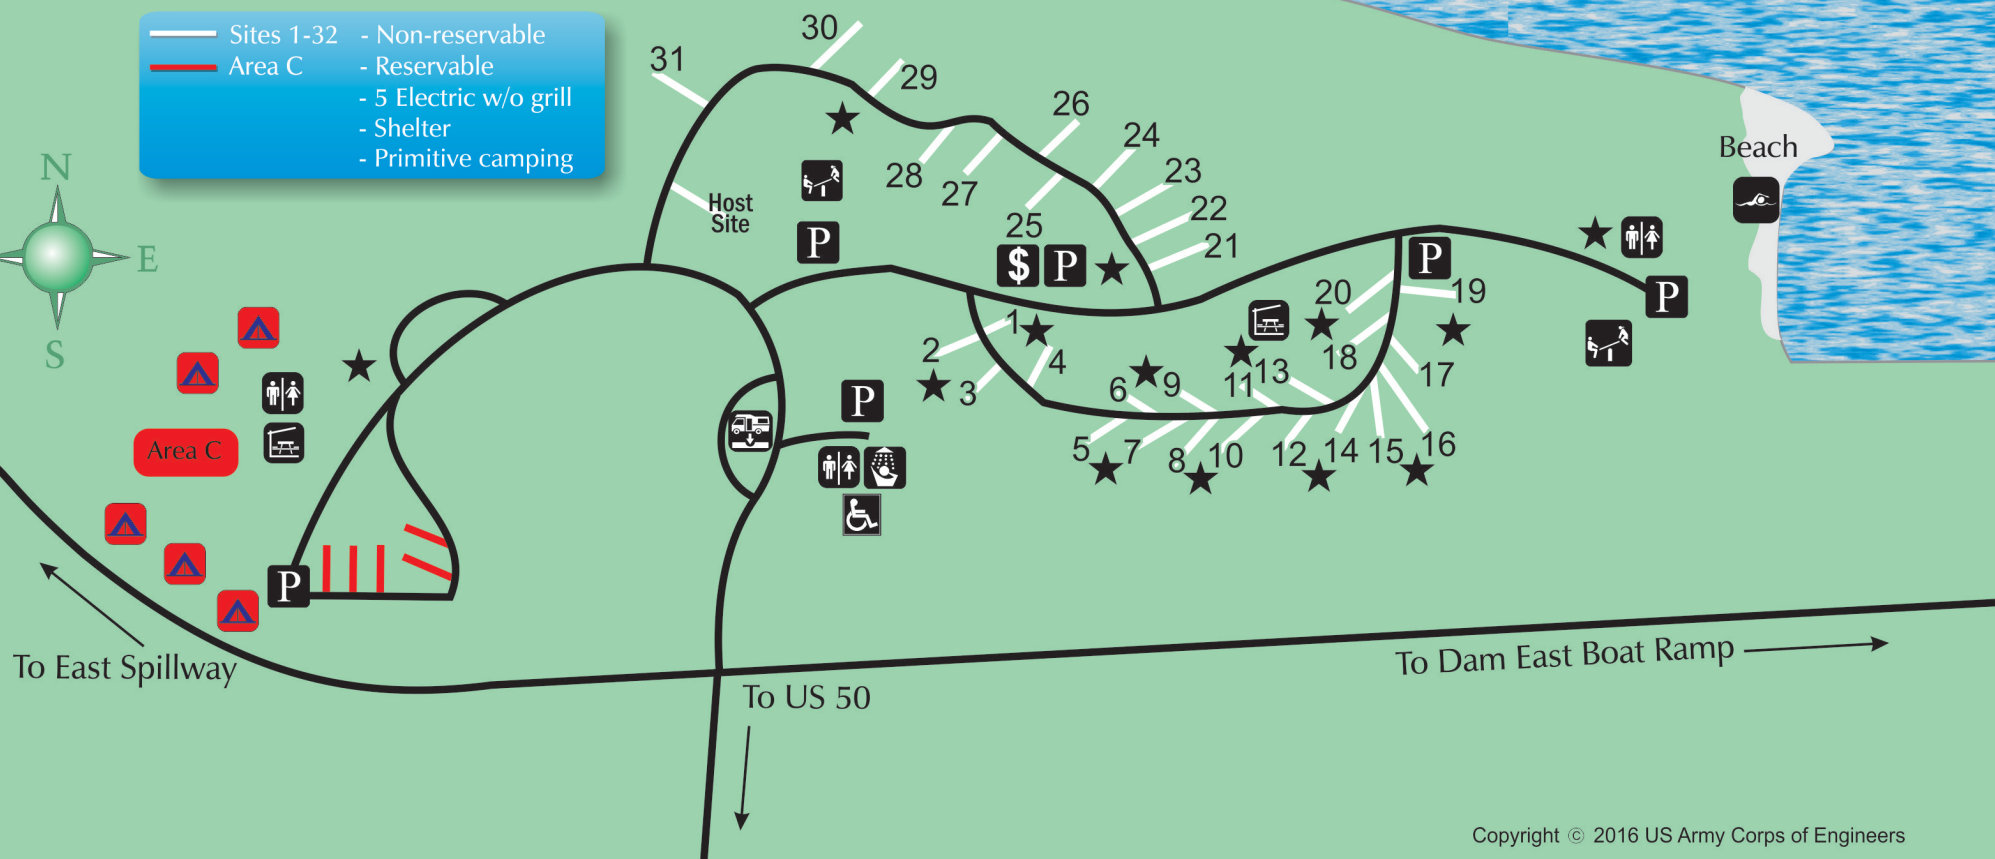 Sites 1-32 - Non-reservable
Area C - Reservable
- 5 Electric w/o grill
- Shelter
- Primitive camping
N
E
S
30
31
29
26
24
23
22
21
28
27
25
Host
Site
Beach
P
$ P
P
P
20
19
18
17
1
2
3
4
6
9
11
13
5
7
8
10
12
14
15
16
P
Area C
P
To East Spillway
To US 50
To Dam East Boat Ramp
Copyright © 2016 US Army Corps of Engineers